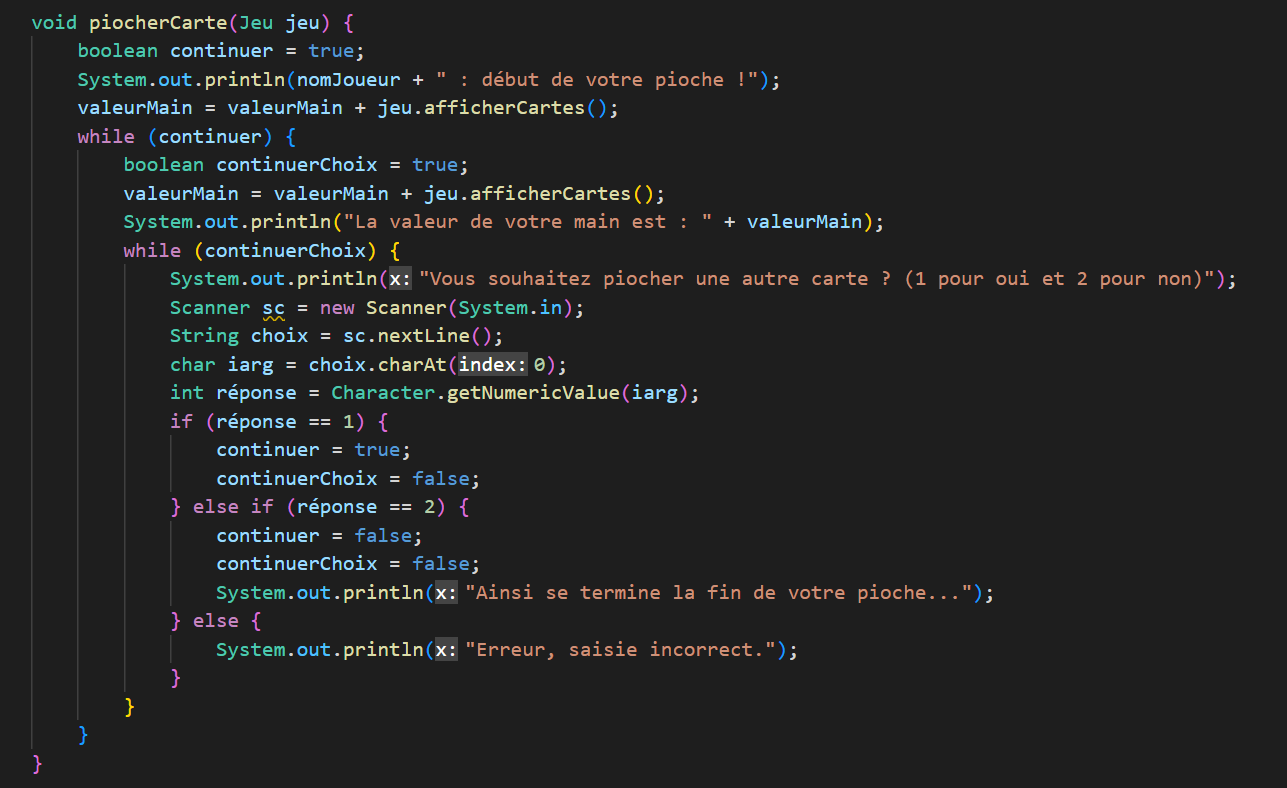 void piocherCarte(Jeu jeu) {
    boolean continuer = true;
    System.out.println(nomJoueur + " : début de votre pioche !");
    valeurMain = valeurMain + jeu.afficherCartes();
    while (continuer) {
        boolean continuerChoix = true;
        valeurMain = valeurMain + jeu.afficherCartes();
        System.out.println("La valeur de votre main est : " + valeurMain);
        while (continuerChoix) {
            System.out.println(x: "Vous souhaitez piocher une autre carte ? (1 pour oui et 2 pour non)");
            Scanner sc = new Scanner(System.in);
            String choix = sc.nextLine();
            char iarg = choix.charAt(index: 0);
            int réponse = Character.getNumericValue(iarg);
            if (réponse == 1) {
                continuer = true;
                continuerChoix = false;
            } else if (réponse == 2) {
                continuer = false;
                continuerChoix = false;
                System.out.println(x: "Ainsi se termine la fin de votre pioche...");
            } else {
                System.out.println(x: "Erreur, saisie incorrect.");
            }
        }
    }
}